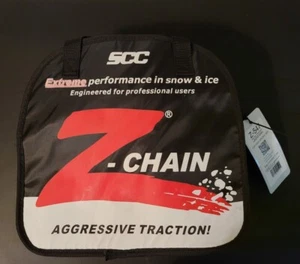 SCC
Extreme performance in snow & ice
Engineered for professional users
Z®
-CHAIN
AGGRESSIVE TRACTION!